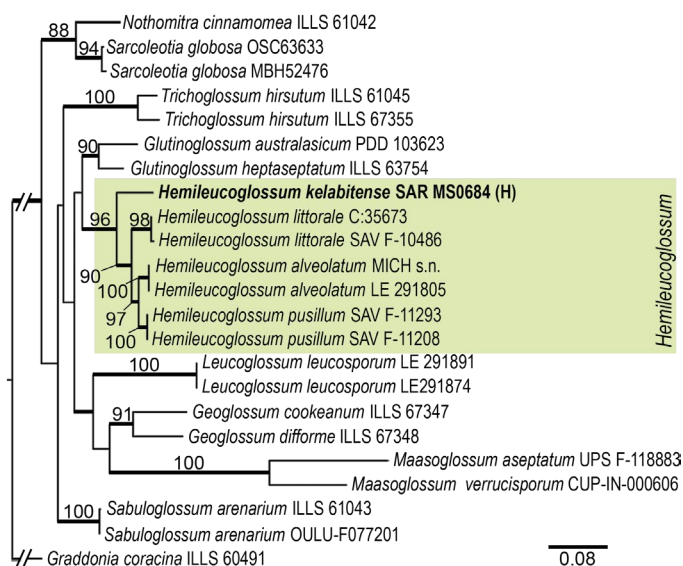 88
Nothomitra cinnamomea ILLS 61042
94
Sarcoleotia globosa OSC63633
Sarcoleotia globosa MBH52476
100
Trichoglossum hirsutum ILLS 61045
Trichoglossum hirsutum ILLS 67355
90
Glutinoglossum australasicum PDD 103623
Glutinoglossum heptaseptatum ILLS 63754
Hemileucoglossum kelabitense SAR MS0684 (H)
96
98
Hemileucoglossum littorale C:35673
Hemileucoglossum littorale SAV F-10486
90
Hemileucoglossum alveolatum MICH s.n.
100
Hemileucoglossum alveolatum LE 291805
97
Hemileucoglossum pusillum SAV F-11293
100
Hemileucoglossum pusillum SAV F-11208
Hemileucoglossum
100
Leucoglossum leucosporum LE 291891
Leucoglossum leucosporum LE291874
91
Geoglossum cookeanum ILLS 67347
Geoglossum difforme ILLS 67348
100
Maasoglossum aseptatum UPS F-118883
Maasoglossum verrucisporum CUP-IN-000606
100
Sabuloglossum arenarium ILLS 61043
Sabuloglossum arenarium OULU-F077201
Graddonia coracina ILLS 60491
0.08